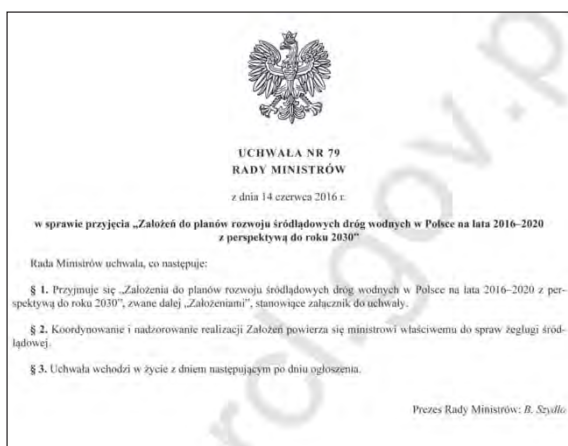 UCHWAŁA NR 79
RADY MINISTRÓW
z dnia 14 czerwca 2016 r.
w sprawie przyjęcia „Założeń do planów rozwoju śródlądowych dróg wodnych w Polsce na lata 2016–2020
z perspektywą do roku 2030”
Rada Ministrów uchwala, co następuje:
§ 1. Przyjmuje się „Założenia do planów rozwoju śródlądowych dróg wodnych w Polsce na lata 2016–2020 z per-
spektywą do roku 2030”, zwane dalej „Założeniami”, stanowiące załącznik do uchwały.
§ 2. Koordynowanie i nadzorowanie realizacji Założeń powierza się ministrowi właściwemu do spraw żeglugi śród-
lądowej.
§ 3. Uchwała wchodzi w życie z dniem następującym po dniu ogłoszenia.
Prezes Rady Ministrów: B. Szydło
rcl.gov.p